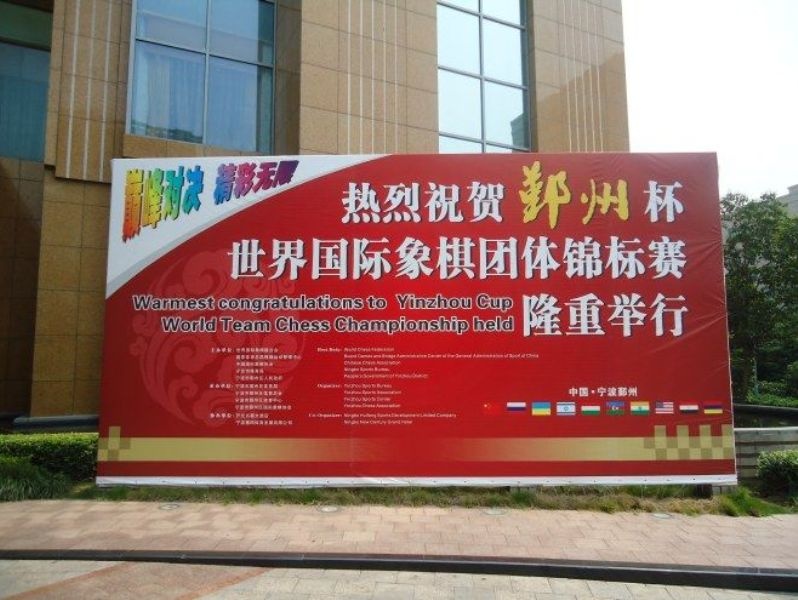 巅峰对决 精彩无限
热烈祝贺鄞州杯
世界国际象棋团体锦标赛
隆重举行
Warmest congratulations to Yinzhou Cup
World Team Chess Championship held
Host Body: World Chess Federation
Board Games and Bridge Administrative Center of the General Administration of Sport of China
Chinese Chess Association
Ningbo Sports Bureau
People's Government of Yinzhou District
Organizer: Yinzhou Sports Bureau
Yinzhou Sports Association
Yinzhou Sports Center
Yinzhou Chess Association
Co-Organizer: Ningbo Huifeng Sports Development Limited Company
Ningbo New Century Grand Hotel
中国·宁波鄞州